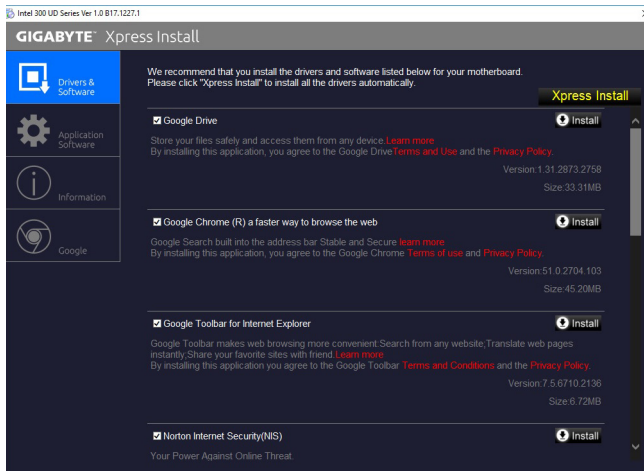 Intel 300 UD Series Ver 1.0 B17.1227.1
GIGABYTE™ Xpress Install
Drivers &
Software
Application
Software
Information
Google
We recommend that you install the drivers and software listed below for your motherboard.
Please click "Xpress Install" to install all the drivers automatically.
Xpress Install
Google Drive
Install
Store your files safely and access them from any device.Learn more
By installing this application, you agree to the Google DriveTerms and Use and the Privacy Policy.
Version:1.31.2873.2758
Size:33.31MB
Google Chrome (R) a faster way to browse the web
Install
Google Search built into the address bar Stable and Secure learn more
By installing this application, you agree to the Google Chrome Terms of use and Privacy Policy.
Version:51.0.2704.103
Size:45.20MB
Google Toolbar for Internet Explorer
Install
Google Toolbar makes web browsing more convenient.Search from any website;Translate web pages
instantly;Share your favorite sites with friend.Learn more
By installing this application you agree to the Google Toolbar Terms and Conditions and the Privacy Policy.
Version:7.5.6710.2136
Size:6.72MB
Norton Internet Security(NIS)
Install
Your Power Against Online Threat.